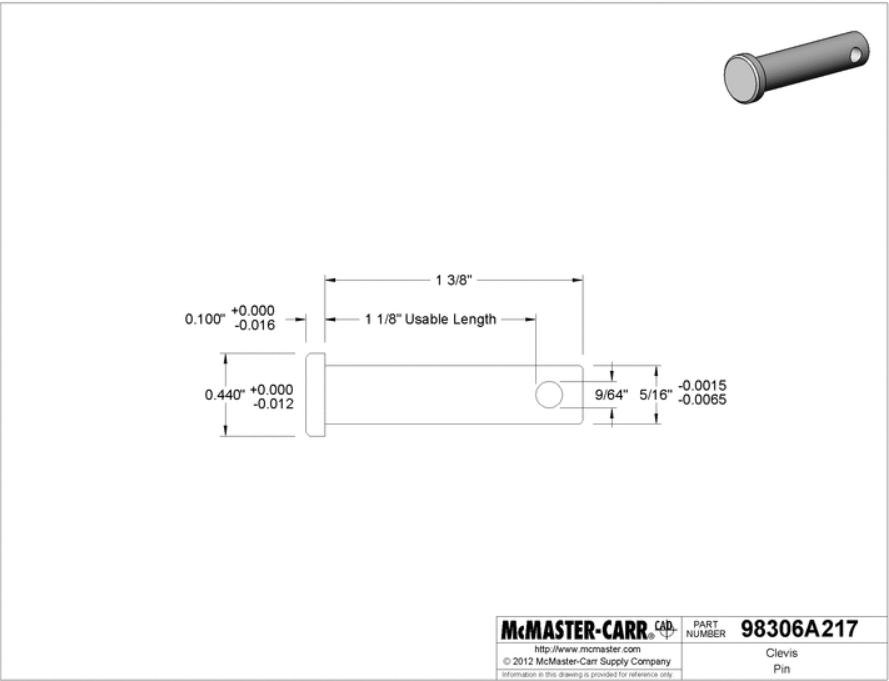 1 3/8"
0.100" +0.000
-0.016
1 1/8" Usable Length
0.440" +0.000
-0.012
9/64"
5/16" -0.0015
-0.0065
McMASTER-CARR® CAD
http://www.mcmaster.com
© 2012 McMaster-Carr Supply Company
Information in this drawing is provided for reference only.
PART
NUMBER
98306A217
Clevis
Pin